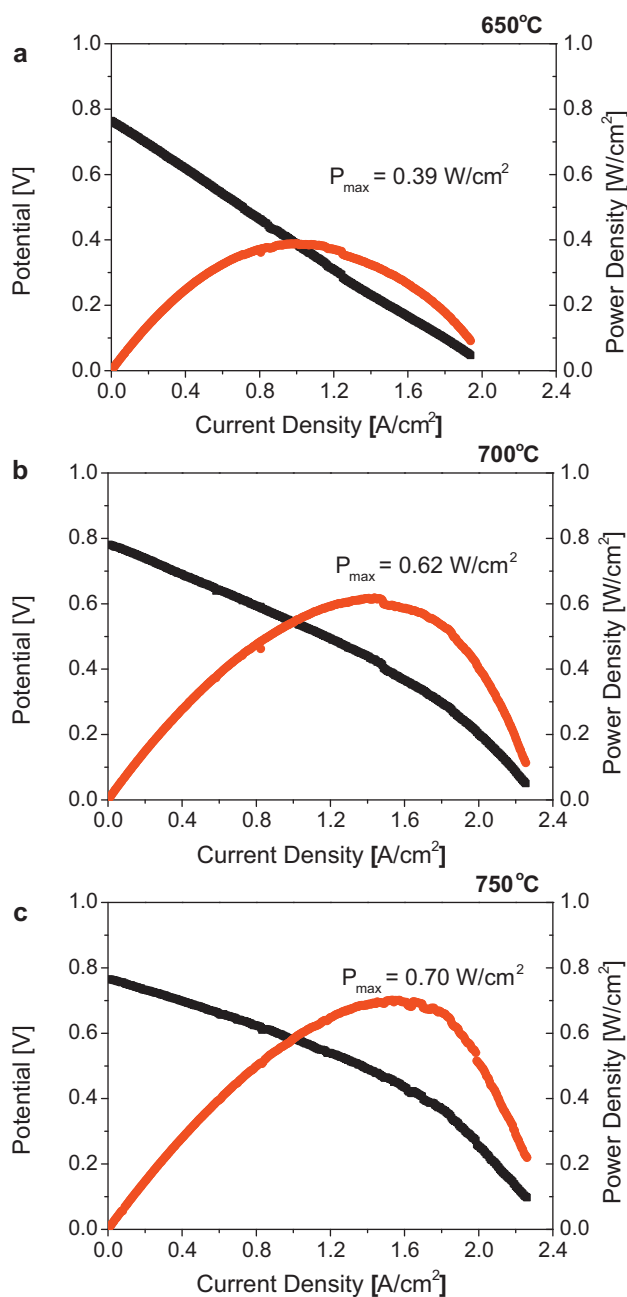 a
650°C
1.0
0.8
0.6
0.4
0.2
0.0
Potential [V]
P_max = 0.39 W/cm²
1.0
0.8
0.6
0.4
0.2
0.0
Power Density [W/cm²]
0.0 0.4 0.8 1.2 1.6 2.0 2.4
Current Density [A/cm²]
b
700°C
1.0
0.8
0.6
0.4
0.2
0.0
Potential [V]
P_max = 0.62 W/cm²
1.0
0.8
0.6
0.4
0.2
0.0
Power Density [W/cm²]
0.0 0.4 0.8 1.2 1.6 2.0 2.4
Current Density [A/cm²]
c
750°C
1.0
0.8
0.6
0.4
0.2
0.0
Potential [V]
P_max = 0.70 W/cm²
1.0
0.8
0.6
0.4
0.2
0.0
Power Density [W/cm²]
0.0 0.4 0.8 1.2 1.6 2.0 2.4
Current Density [A/cm²]